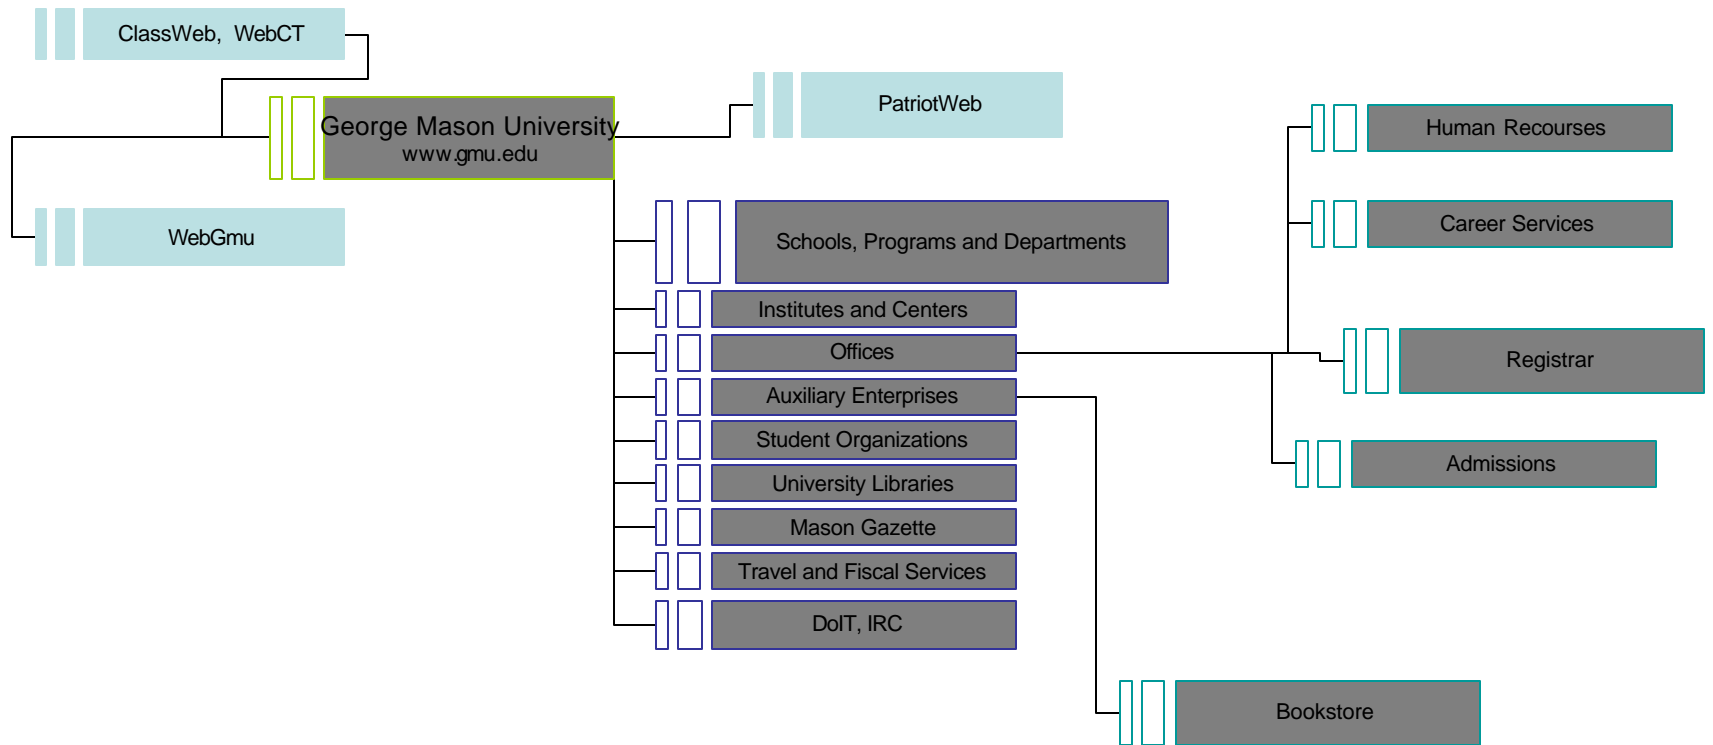 ClassWeb, WebCT
George Mason University
www.gmu.edu
PatriotWeb
WebGmu
Schools, Programs and Departments
Institutes and Centers
Offices
Auxiliary Enterprises
Student Organizations
University Libraries
Mason Gazette
Travel and Fiscal Services
DoIT, IRC
Human Recourses
Career Services
Registrar
Admissions
Bookstore